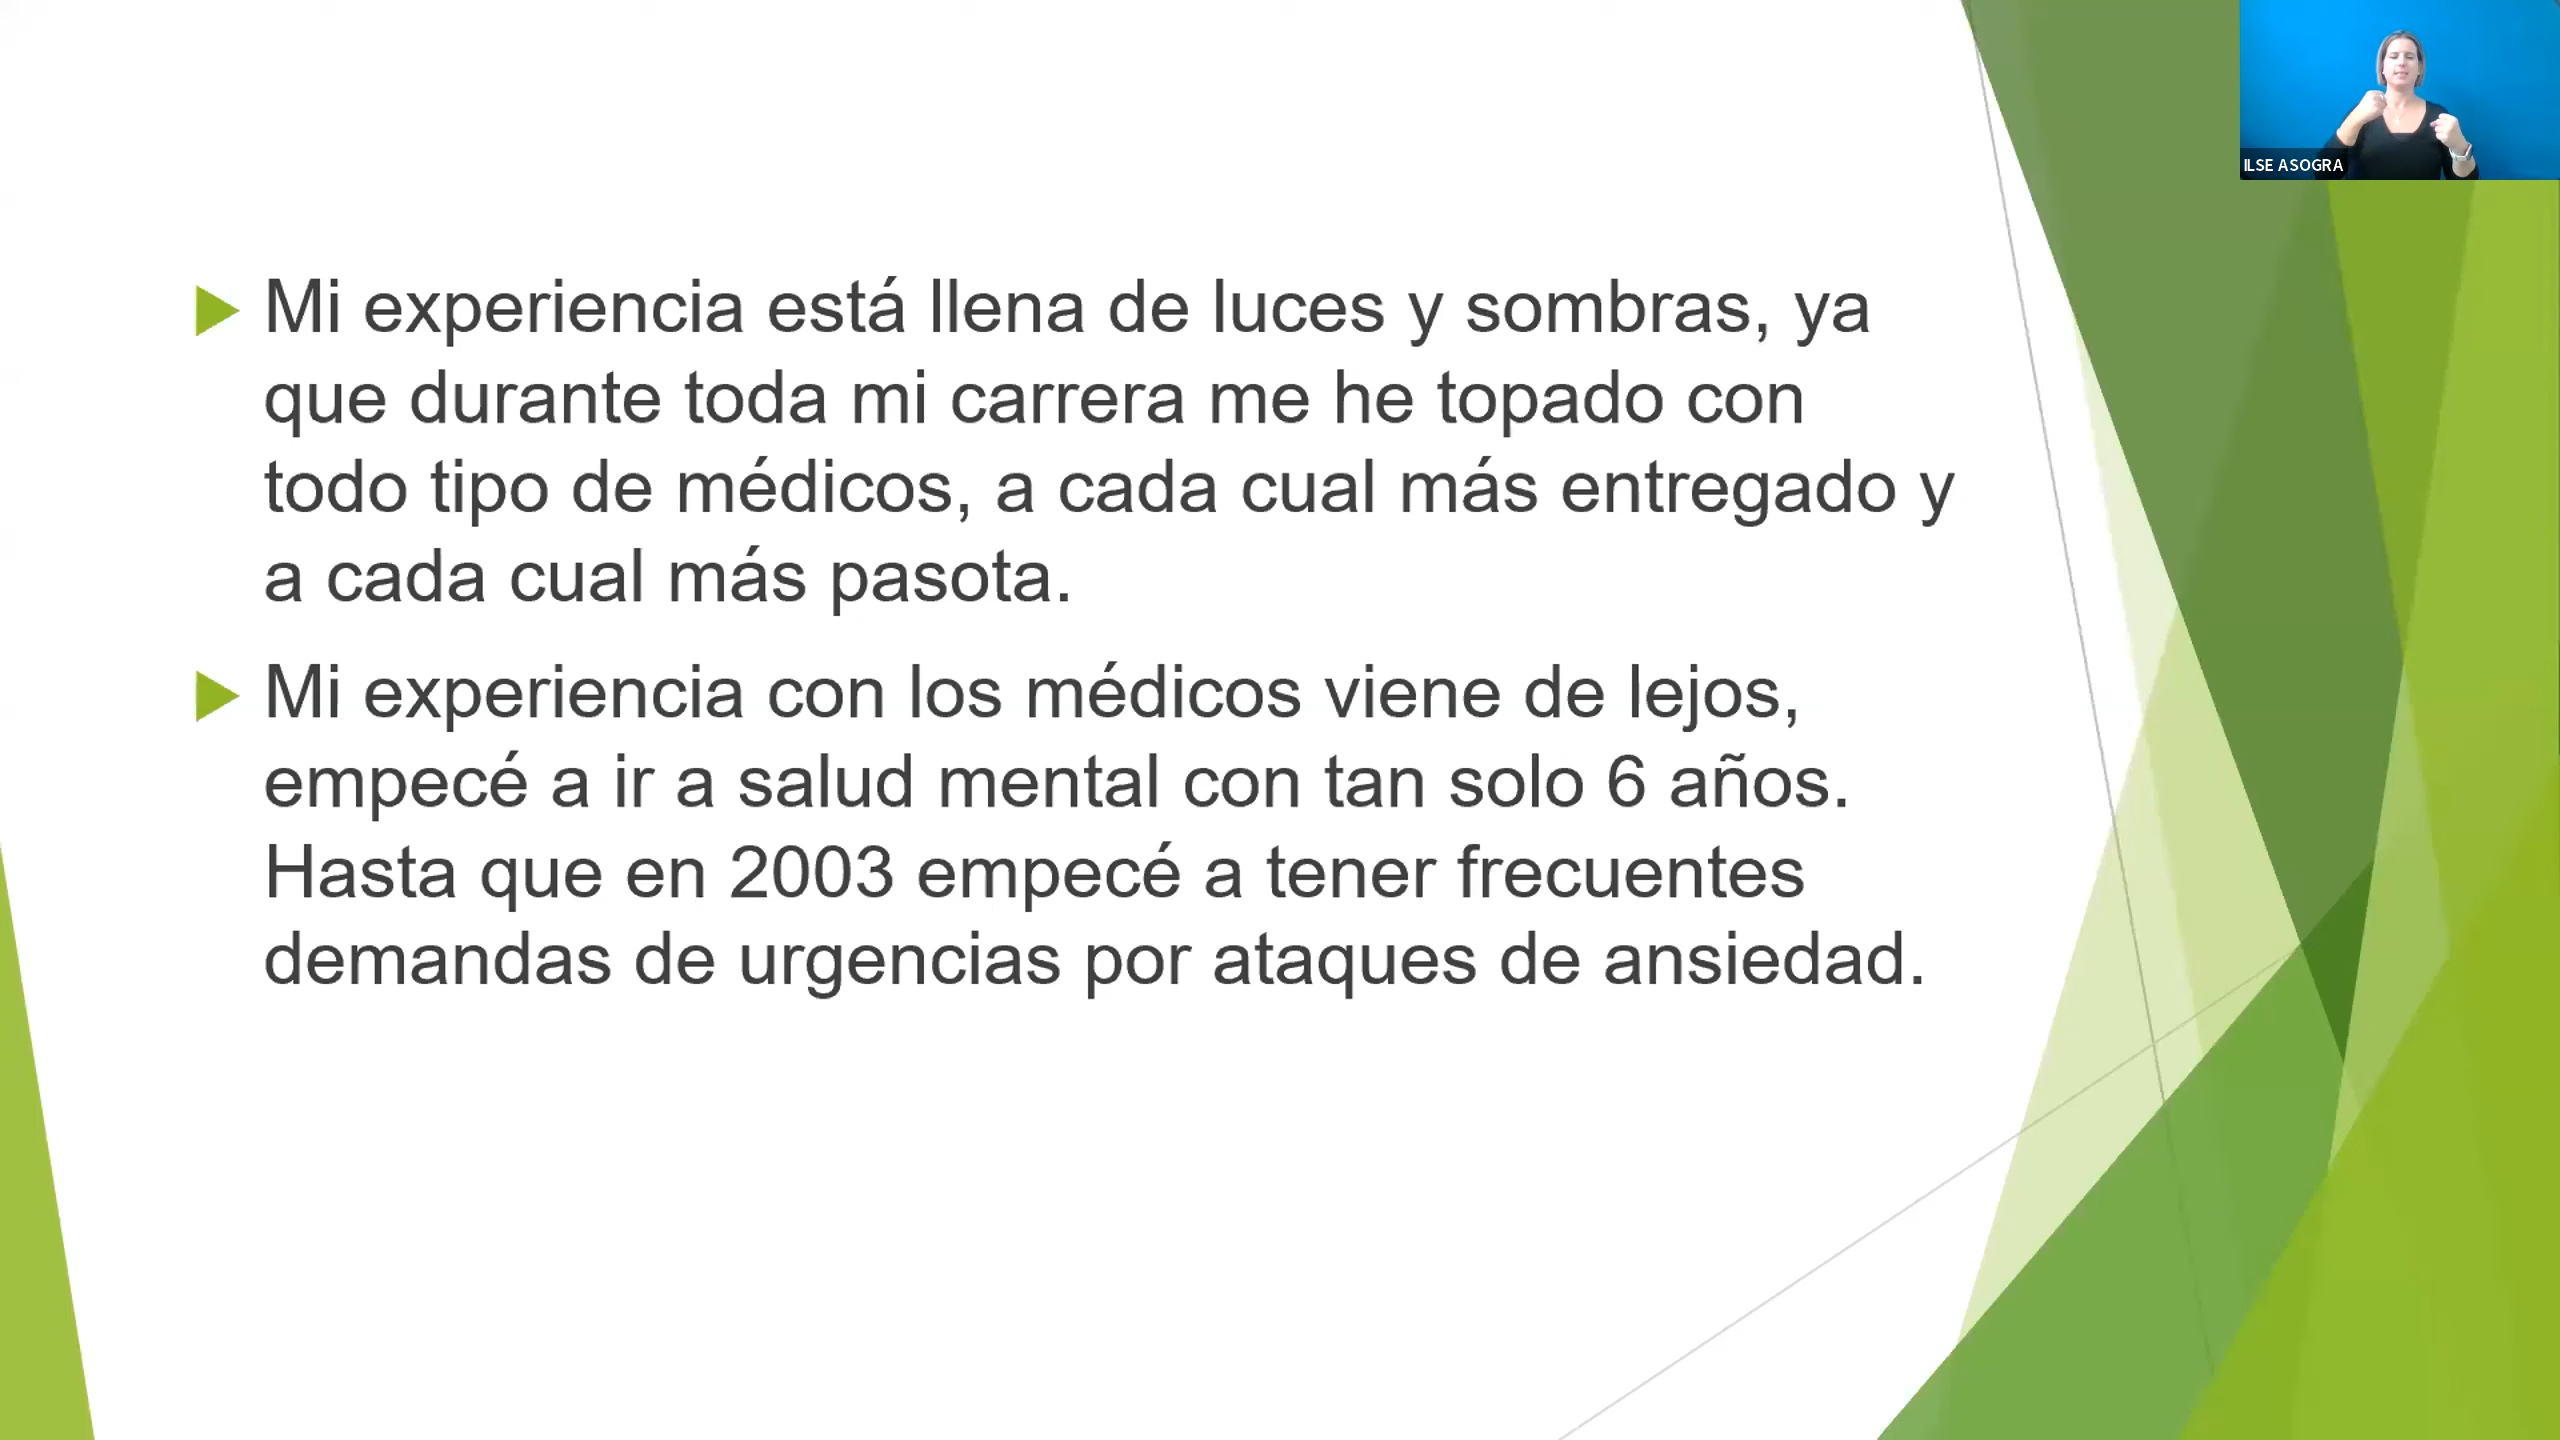 ILSE ASOGRA
Mi experiencia está llena de luces y sombras, ya
que durante toda mi carrera me he topado con
todo tipo de médicos, a cada cual más entregado y
a cada cual más pasota.
Mi experiencia con los médicos viene de lejos,
empecé a ir a salud mental con tan solo 6 años.
Hasta que en 2003 empecé a tener frecuentes
demandas de urgencias por ataques de ansiedad.